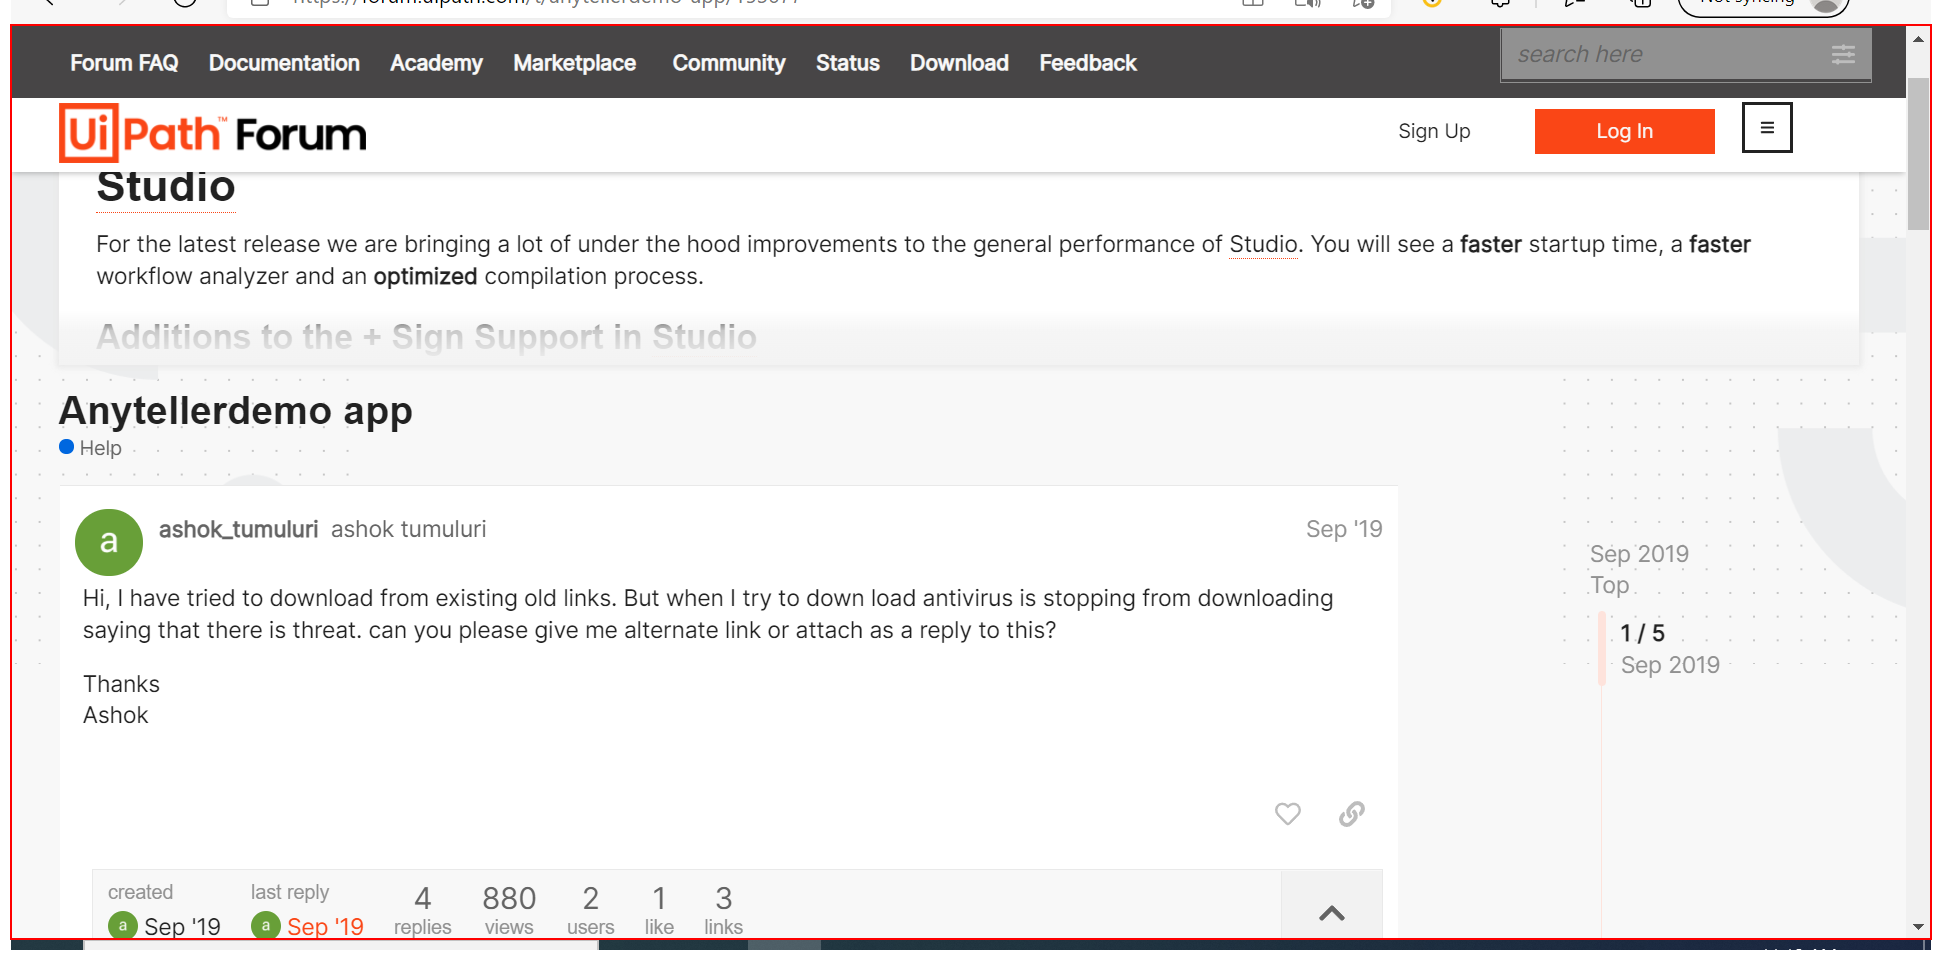 Forum FAQ Documentation Academy Marketplace Community Status Download Feedback
search here
UiPath™ Forum
Sign Up
Log In
Studio
For the latest release we are bringing a lot of under the hood improvements to the general performance of Studio. You will see a faster startup time, a faster
workflow analyzer and an optimized compilation process.
Additions to the + Sign Support in Studio
Anytellerdemo app
Help
a
ashok_tumuluri ashok tumuluri
Sep '19
Hi, I have tried to download from existing old links. But when I try to down load antivirus is stopping from downloading
saying that there is threat. can you please give me alternate link or attach as a reply to this?
Thanks
Ashok
Sep 2019
Top
1 / 5
Sep 2019
created last reply 4 880 2 1 3
a Sep '19 a Sep '19 replies views users like links